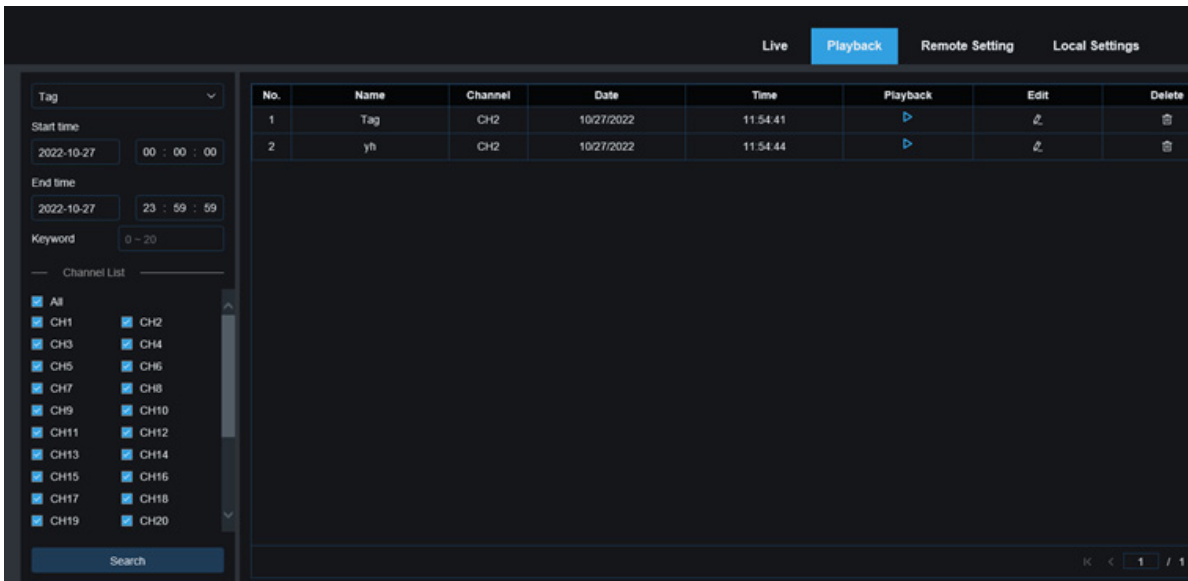 Live Playback Remote Setting Local Settings
Tag
Start time
2022-10-27 00 : 00 : 00
End time
2022-10-27 23 : 59 : 59
Keyword 0 ~ 20
Channel List
All
CH1 CH2
CH3 CH4
CH5 CH6
CH7 CH8
CH9 CH10
CH11 CH12
CH13 CH14
CH15 CH16
CH17 CH18
CH19 CH20
Search
No. Name Channel Date Time Playback Edit Delete
1 Tag CH2 10/27/2022 11:54:41
2 yh CH2 10/27/2022 11:54:44
1 / 1